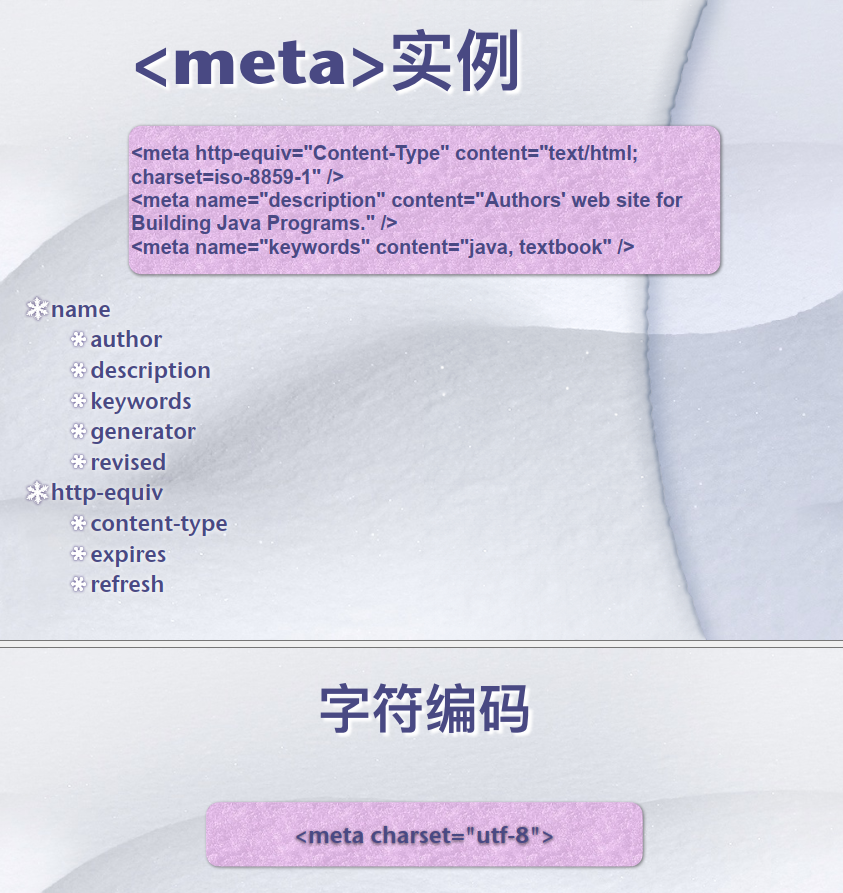 <meta>实例
<meta http-equiv="Content-Type" content="text/html;
charset=iso-8859-1" />
<meta name="description" content="Authors' web site for
Building Java Programs." />
<meta name="keywords" content="java, textbook" />
name
author
description
keywords
generator
revised
http-equiv
content-type
expires
refresh
字符编码
<meta charset="utf-8">